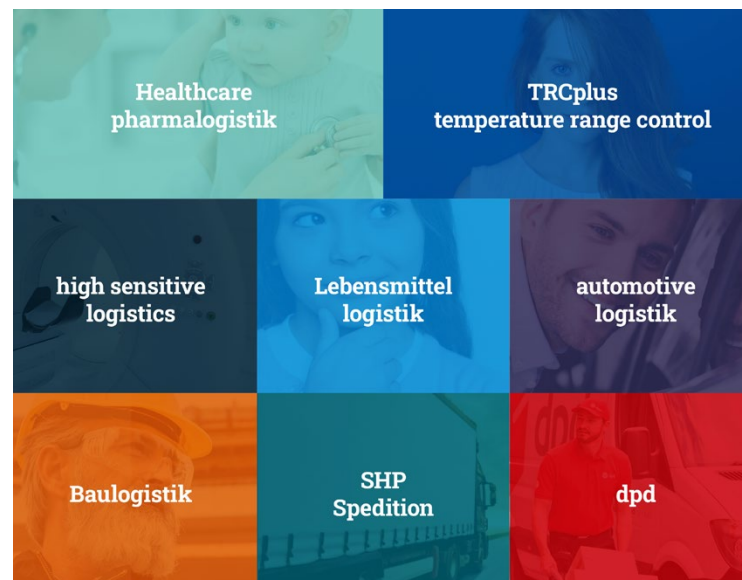 Healthcare
pharmalogistik
TRCplus
temperature range control
high sensitive
logistics
Lebensmittel
logistik
automotive
logistik
Baulogistik
SHP
Spedition
dpd